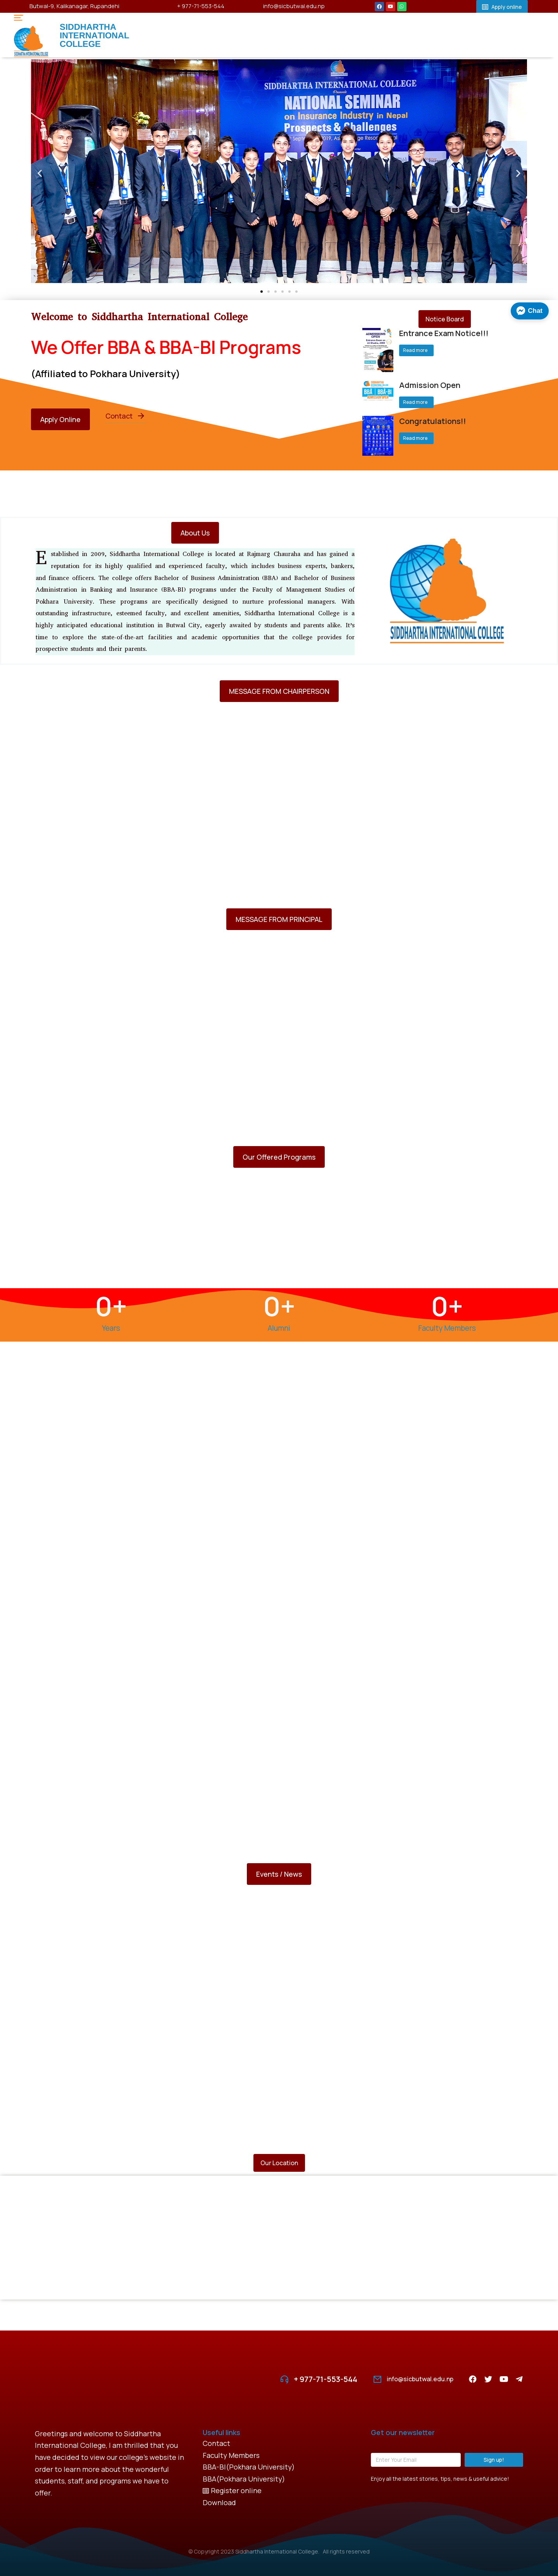 Butwal-9, Kalikanagar, Rupandehi
+ 977-71-553-544
info@sicbutwal.edu.np
Apply online
SIDDHARTHA
INTERNATIONAL
COLLEGE
SIDDHARTHA INTERNATIONAL COLLEGE
NATIONAL SEMINAR
on Insurance Industry in Nepal
Prospects & Challenges
Chat
Welcome to Siddhartha International College
We Offer BBA & BBA-BI Programs
(Affiliated to Pokhara University)
Apply Online
Contact
Notice Board
Entrance Exam Notice!!!
Read more
Admission Open
Read more
Congratulations!!
Read more
About Us
Established in 2009, Siddhartha International College is located at Rajmarg Chauraha and has gained a
reputation for its highly qualified and experienced faculty, which includes business experts, bankers,
and finance officers. The college offers Bachelor of Business Administration (BBA) and Bachelor of Business
Administration in Banking and Insurance (BBA-BI) programs under the Faculty of Management Studies of
Pokhara University. These programs are specifically designed to nurture professional managers. With
outstanding infrastructure, esteemed faculty, and excellent amenities, Siddhartha International College is a
highly anticipated educational institution in Butwal City, eagerly awaited by students and parents alike. It's
time to explore the state-of-the-art facilities and academic opportunities that the college provides for
prospective students and their parents.
SIDDHARTHA INTERNATIONAL COLLEGE
MESSAGE FROM CHAIRPERSON
MESSAGE FROM PRINCIPAL
Our Offered Programs
0+
Years
0+
Alumni
0+
Faculty Members
Events / News
Our Location
+ 977-71-553-544
info@sicbutwal.edu.np
Greetings and welcome to Siddhartha
International College, I am thrilled that you
have decided to view our college's website in
order to learn more about the wonderful
students, staff, and programs we have to
offer.
Useful links
Contact
Faculty Members
BBA-BI(Pokhara University)
BBA(Pokhara University)
Register online
Download
Get our newsletter
Enter Your Email
Sign up!
Enjoy all the latest stories, tips, news & useful advice!
© Copyright 2023 Siddhartha International College . All rights reserved